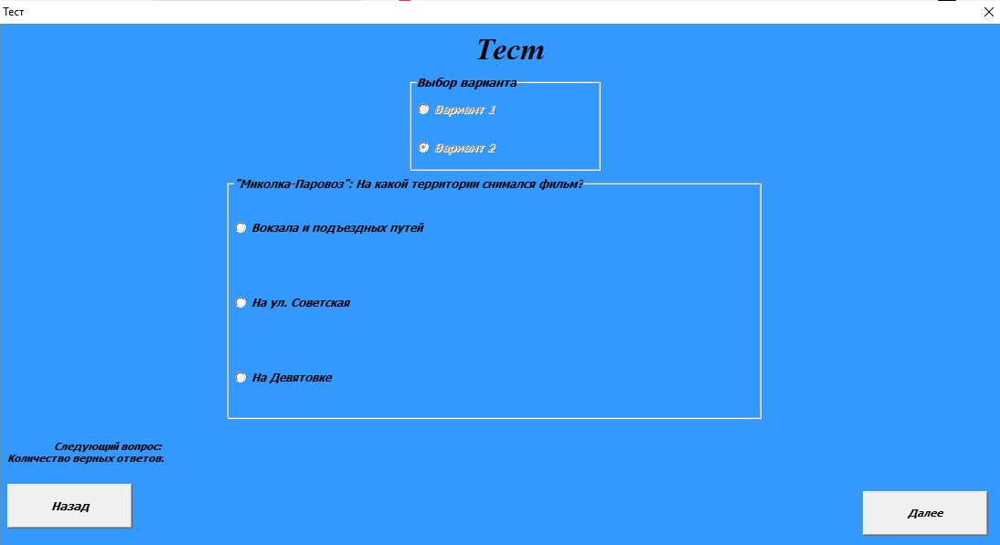 Тест
Тест
Выбор варианта
Вариант 1
Вариант 2
"Миколка-Паровоз": На какой территории снимался фильм?
Вокзала и подъездных путей
На ул. Советская
На Девятовке
Следующий вопрос:
Количество верных ответов:
Назад
Далее